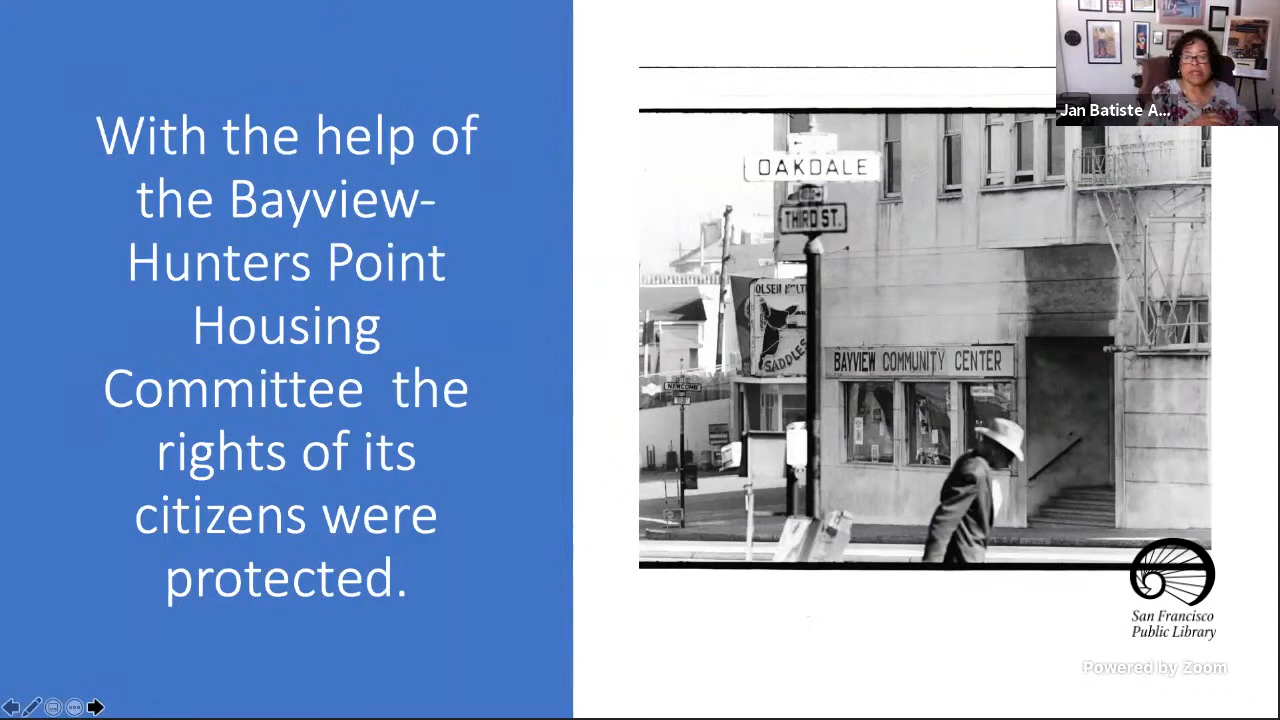 With the help of
the Bayview-
Hunters Point
Housing
Committee  the
rights of its
citizens were
protected.
Jan Batiste A...
OAKDALE
THIRD ST.
SADDLES
NEWCOMB
BAYVIEW COMMUNITY CENTER
San Francisco
Public Library
Powered by Zoom